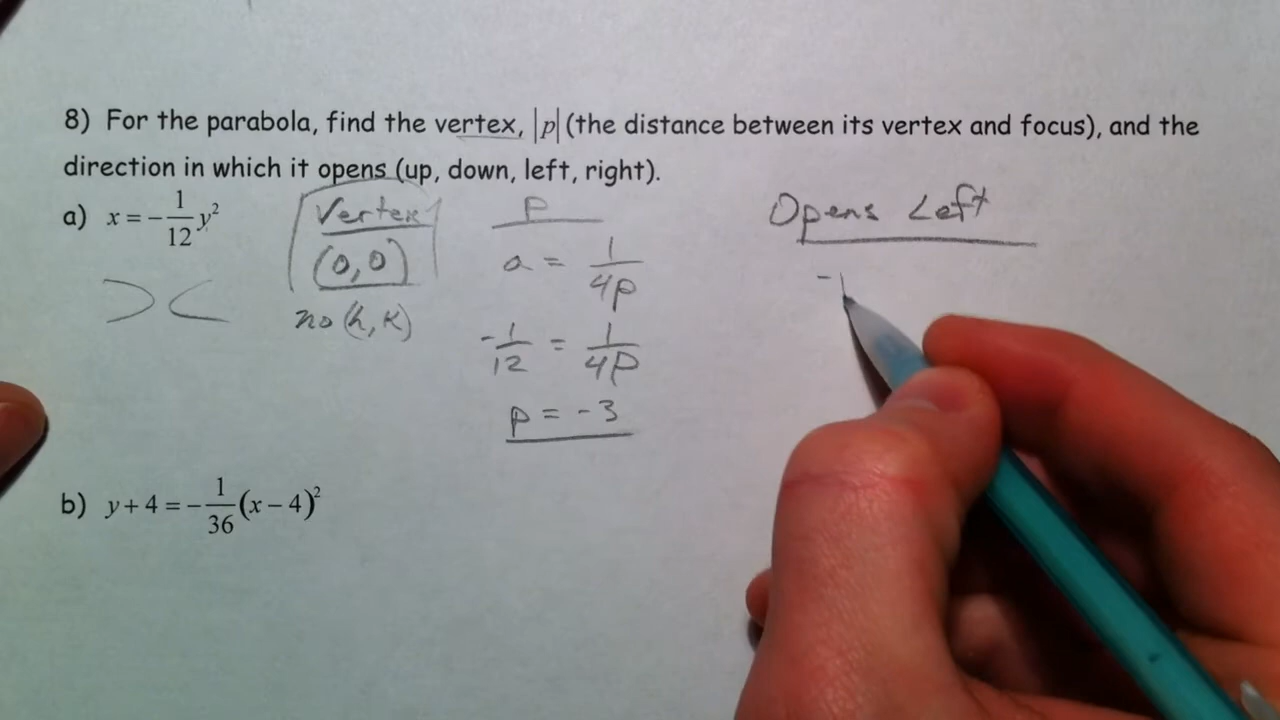 8) For the parabola, find the vertex, |p| (the distance between its vertex and focus), and the
direction in which it opens (up, down, left, right).
a) x = -1/12 y²
Vertex
(0,0)
no (h, k)
P
a = 1/4p
-1/12 = 1/4p
p = -3
Opens Left
-1
b) y + 4 = -1/36 (x - 4)²